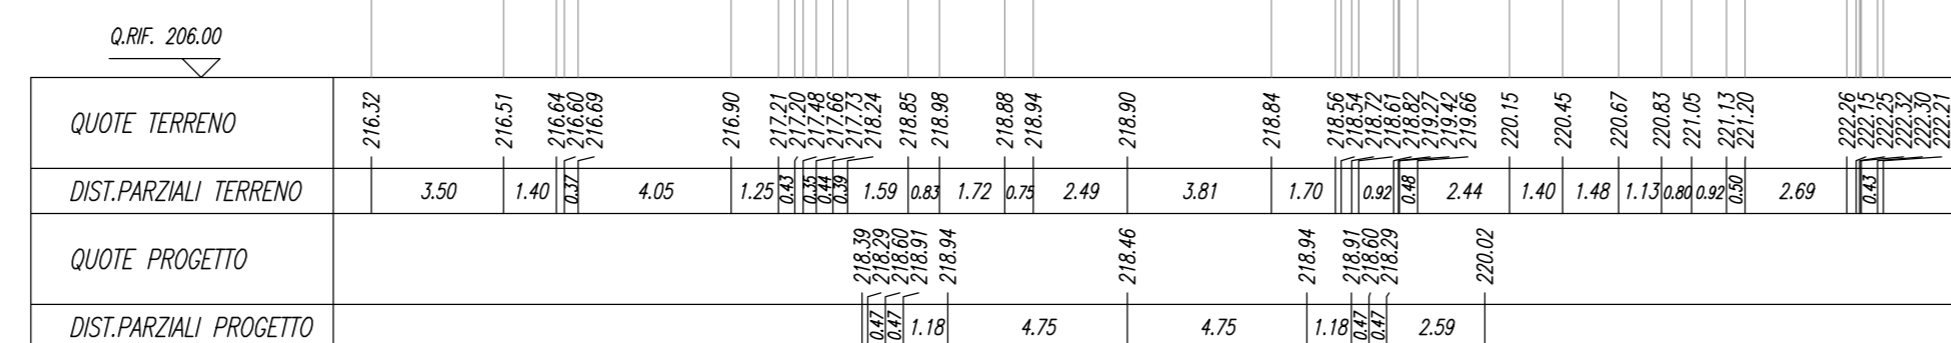 Q.RIF. 206.00
QUOTE TERRENO 216.32 216.51 216.64 216.60 216.69 216.90 217.21 217.20 217.48 217.66 217.73 218.24 218.85 218.98 218.88 218.94 218.90 218.84 218.56 218.54 218.72 218.61 218.82 219.27 219.42 219.66 220.15 220.45 220.67 220.83 221.05 221.13 221.20 222.26 222.15 222.25 222.32 222.30 222.21
DIST.PARZIALI TERRENO 3.50 1.40 0.37 4.05 1.25 0.43 0.35 0.44 0.39 1.59 0.83 1.72 0.75 2.49 3.81 1.70 0.92 0.48 2.44 1.40 1.48 1.13 0.80 0.92 0.50 2.69 0.43
QUOTE PROGETTO 218.39 218.29 218.60 218.91 218.94 218.46 218.94 218.91 218.60 218.29 220.02
DIST.PARZIALI PROGETTO 0.47 0.47 1.18 4.75 4.75 1.18 0.47 0.47 2.59